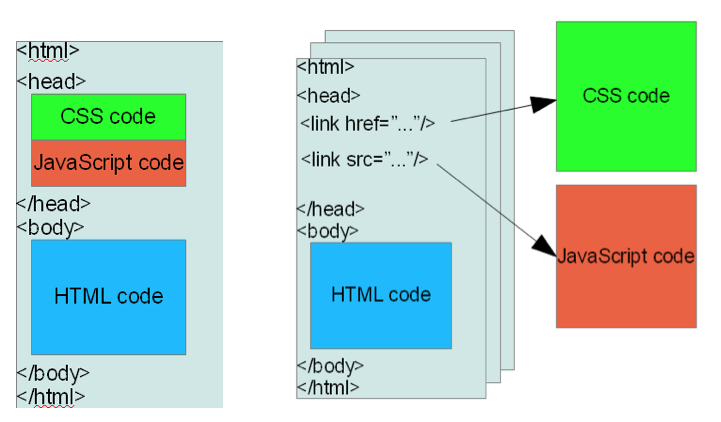 <html>
<head>
CSS code
JavaScript code
</head>
<body>
HTML code
</body>
</html>
<html>
<head>
<link href="..."/>
<link src="..."/>
</head>
<body>
HTML code
</body>
</html>
CSS code
JavaScript code